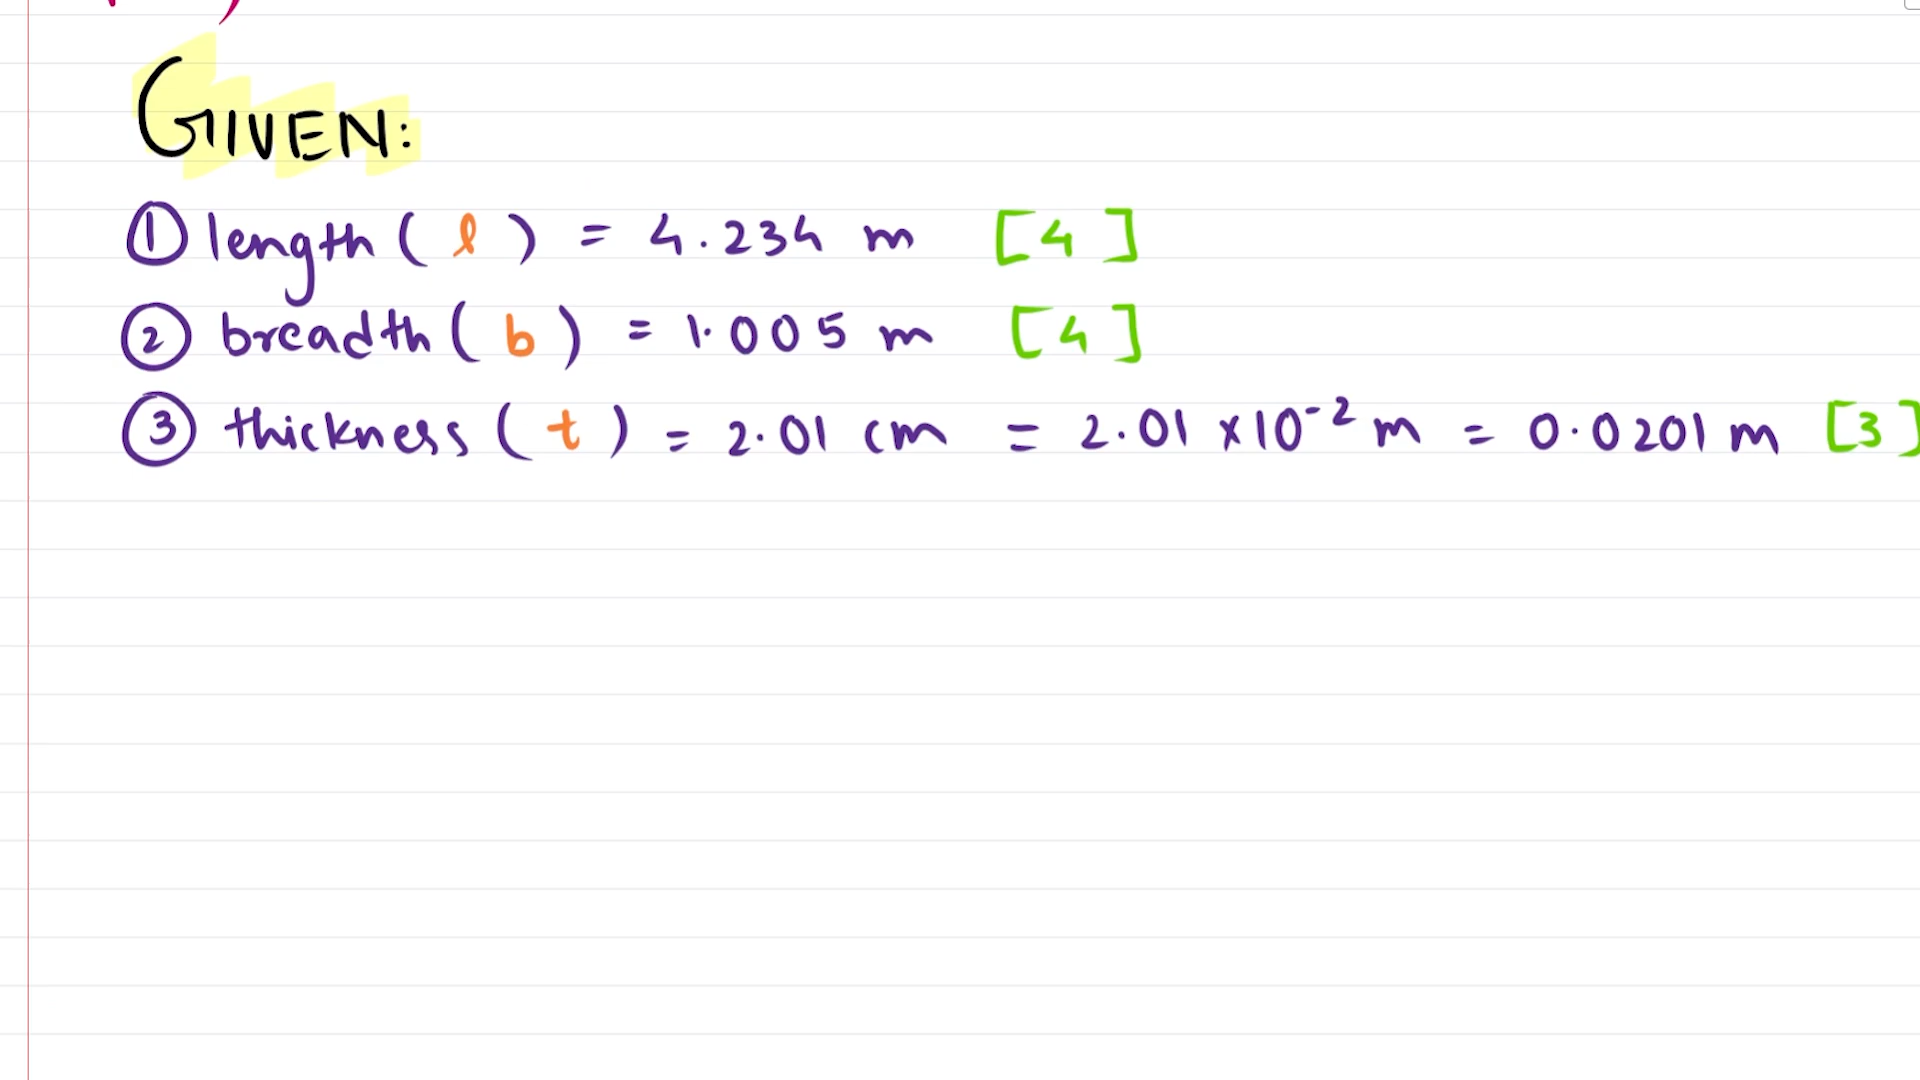 GIVEN:
① length ( l ) = 4.234 m [4]
② breadth ( b ) = 1.005 m [4]
③ thickness ( t ) = 2.01 cm = 2.01 ×10⁻² m = 0.0201 m [3]